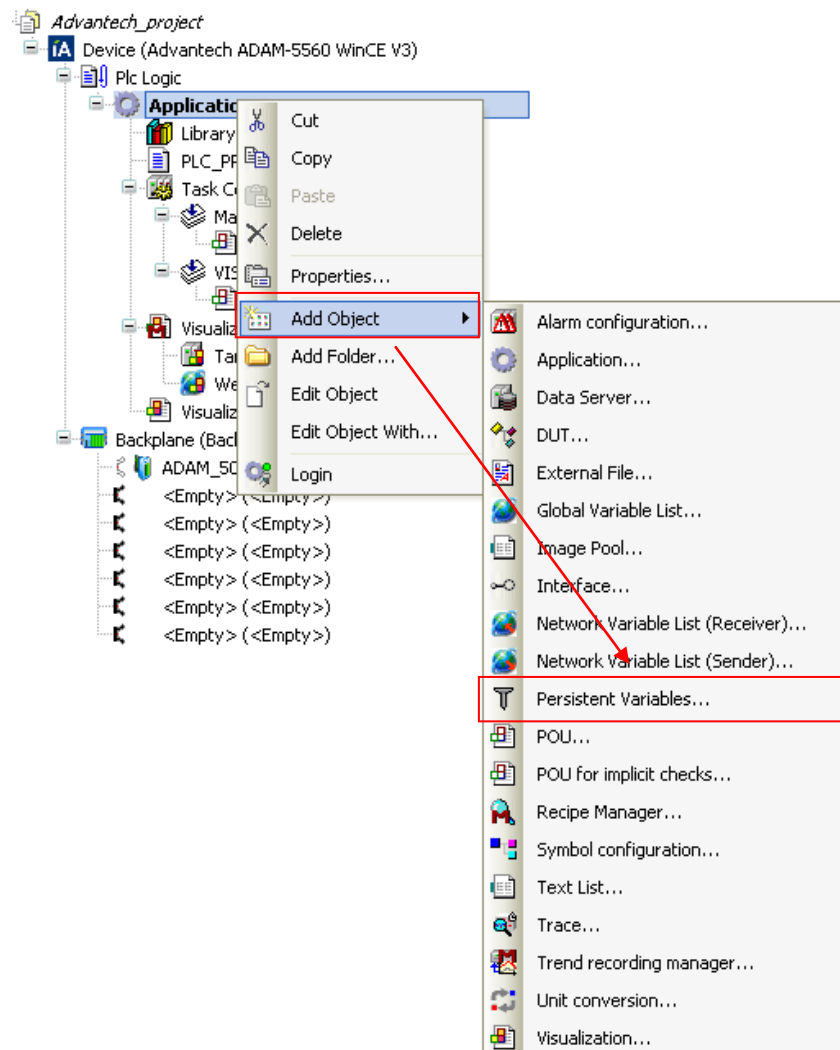 Advantech_project
Device (Advantech ADAM-5560 WinCE V3)
Plc Logic
Applicatio
Library
PLC_PR
Task C
Ma
VIS
Visualiz
Tar
We
Visualiz
Backplane (Bac
ADAM_50
<Empty> (<Empty>)
<Empty> (<Empty>)
<Empty> (<Empty>)
<Empty> (<Empty>)
<Empty> (<Empty>)
<Empty> (<Empty>)
Cut
Copy
Paste
Delete
Properties...
Add Object
Add Folder...
Edit Object
Edit Object With...
Login
Alarm configuration...
Application...
Data Server...
DUT...
External File...
Global Variable List...
Image Pool...
Interface...
Network Variable List (Receiver)...
Network Variable List (Sender)...
Persistent Variables...
POU...
POU for implicit checks...
Recipe Manager...
Symbol configuration...
Text List...
Trace...
Trend recording manager...
Unit conversion...
Visualization...